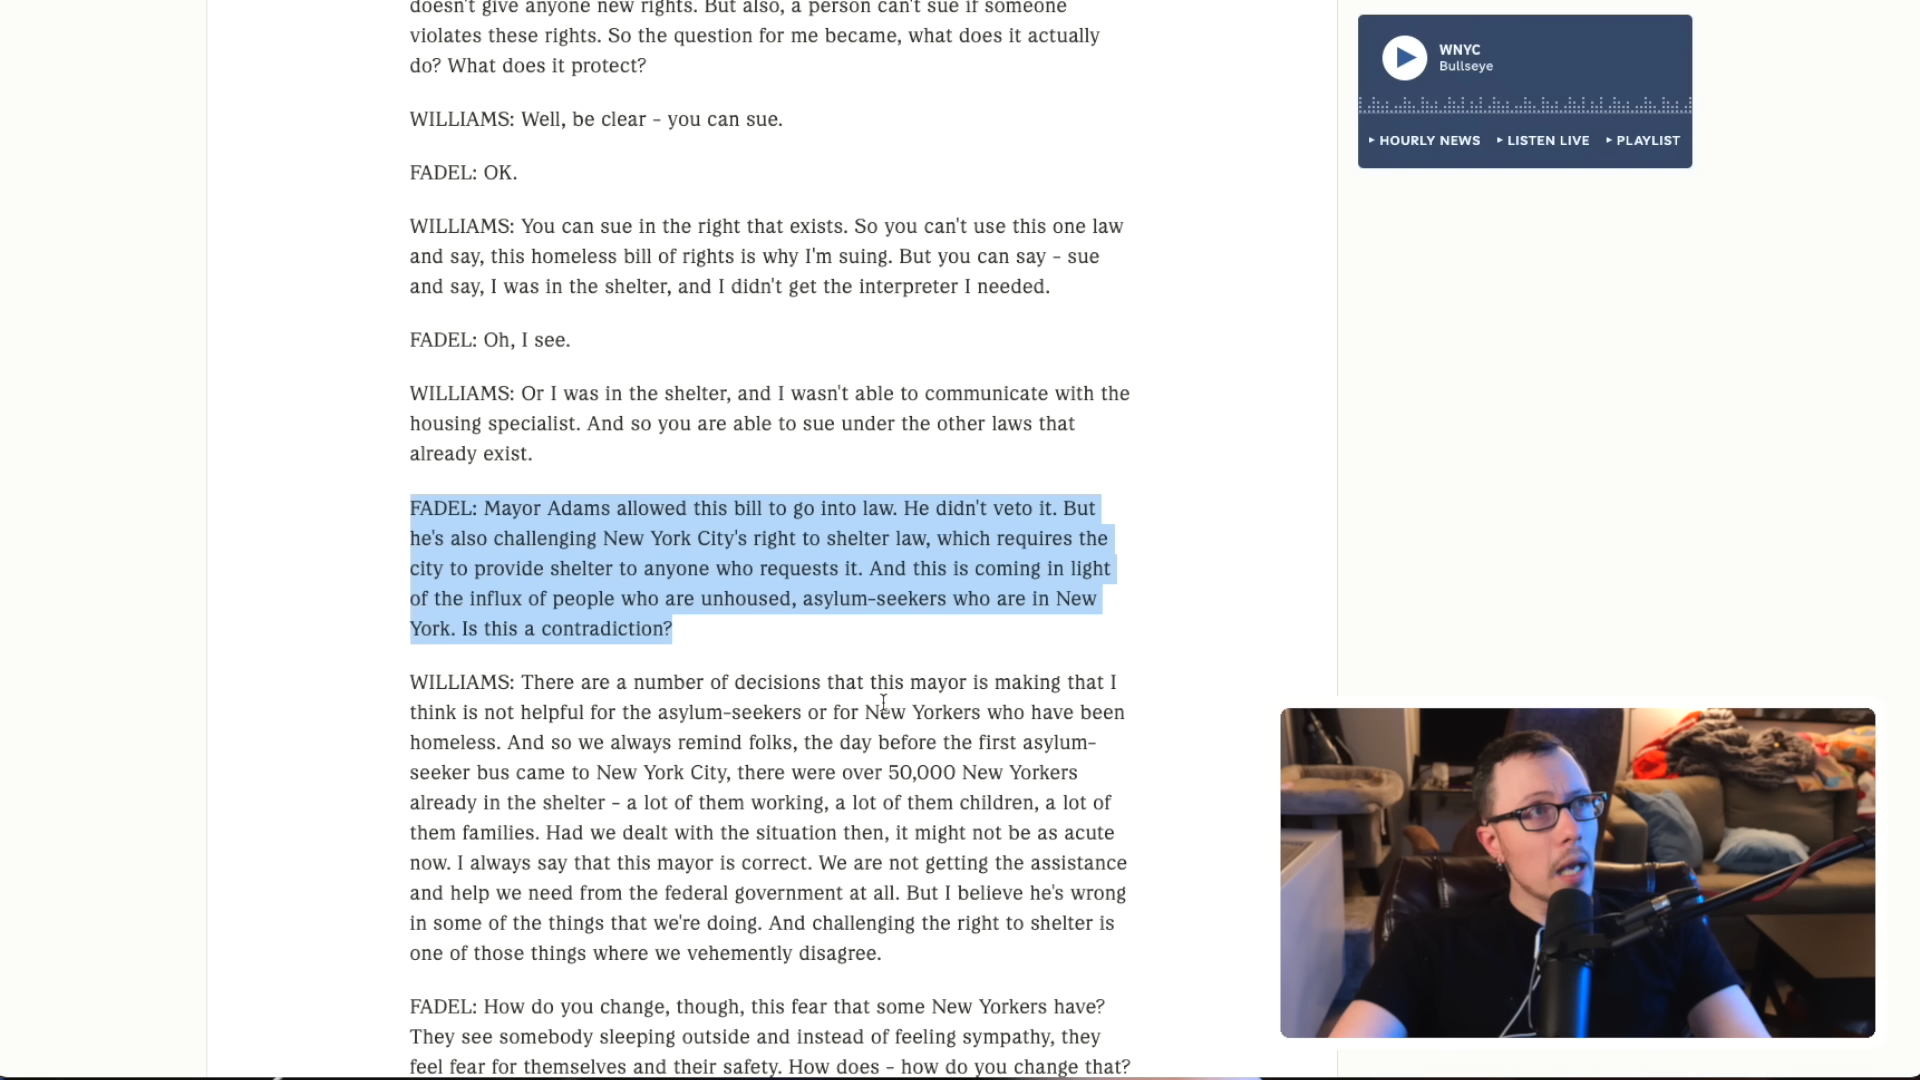 doesn't give anyone new rights. But also, a person can't sue if someone
violates these rights. So the question for me became, what does it actually
do? What does it protect?
WILLIAMS: Well, be clear - you can sue.
FADEL: OK.
WILLIAMS: You can sue in the right that exists. So you can't use this one law
and say, this homeless bill of rights is why I'm suing. But you can say - sue
and say, I was in the shelter, and I didn't get the interpreter I needed.
FADEL: Oh, I see.
WILLIAMS: Or I was in the shelter, and I wasn't able to communicate with the
housing specialist. And so you are able to sue under the other laws that
already exist.
FADEL: Mayor Adams allowed this bill to go into law. He didn't veto it. But
he's also challenging New York City's right to shelter law, which requires the
city to provide shelter to anyone who requests it. And this is coming in light
of the influx of people who are unhoused, asylum-seekers who are in New
York. Is this a contradiction?
WILLIAMS: There are a number of decisions that this mayor is making that I
think is not helpful for the asylum-seekers or for New Yorkers who have been
homeless. And so we always remind folks, the day before the first asylum-
seeker bus came to New York City, there were over 50,000 New Yorkers
already in the shelter - a lot of them working, a lot of them children, a lot of
them families. Had we dealt with the situation then, it might not be as acute
now. I always say that this mayor is correct. We are not getting the assistance
and help we need from the federal government at all. But I believe he's wrong
in some of the things that we're doing. And challenging the right to shelter is
one of those things where we vehemently disagree.
FADEL: How do you change, though, this fear that some New Yorkers have?
They see somebody sleeping outside and instead of feeling sympathy, they
feel fear for themselves and their safety. How does - how do you change that?
WNYC
Bullseye
HOURLY NEWS
LISTEN LIVE
PLAYLIST